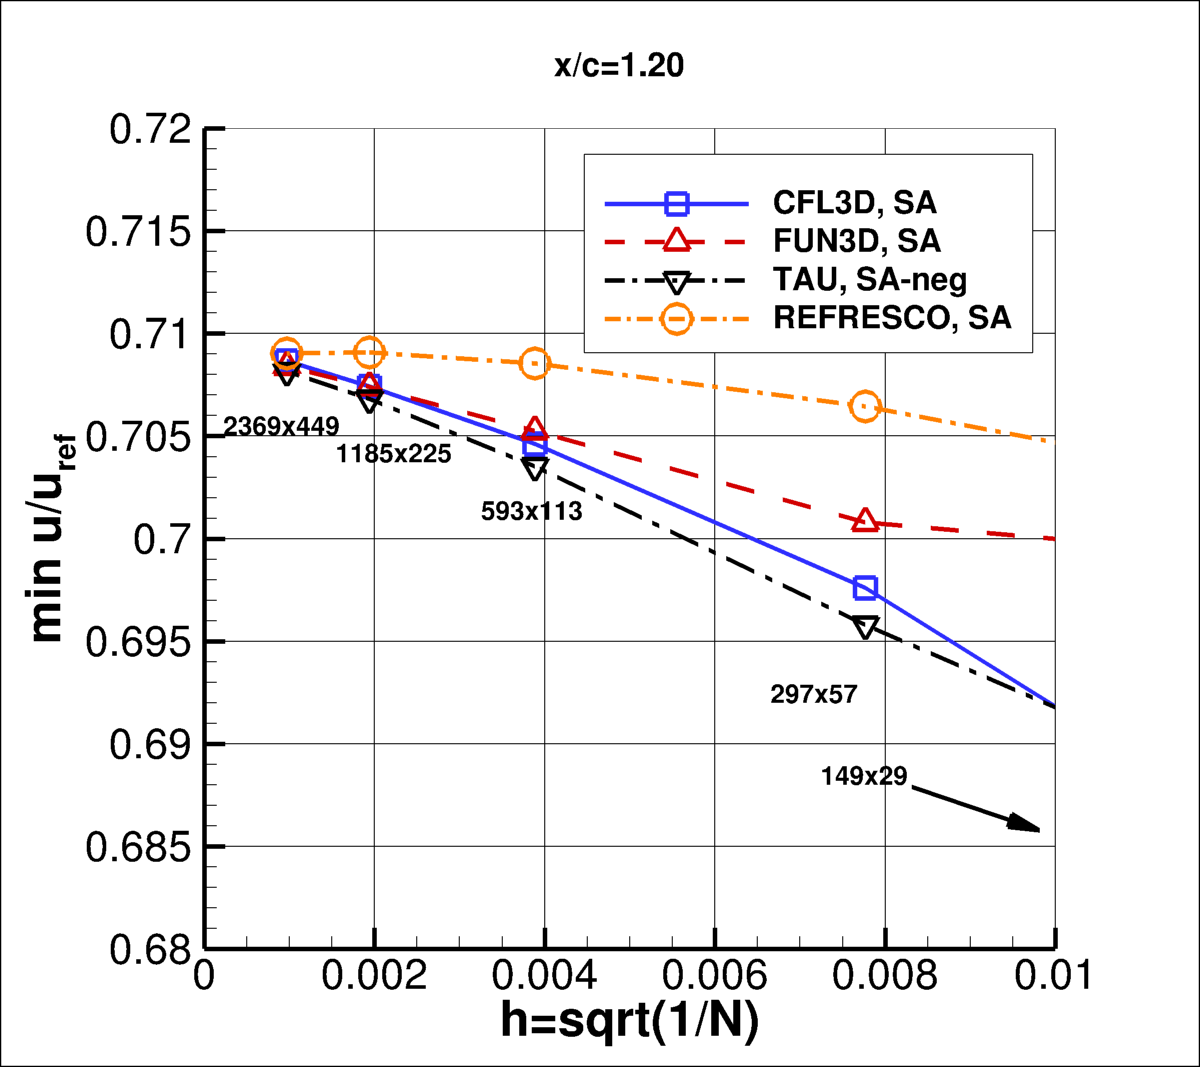 x/c=1.20
0.72
0.715
0.71
0.705
0.7
0.695
0.69
0.685
0.68
min u/u_ref
CFL3D, SA
FUN3D, SA
TAU, SA-neg
REFRESCO, SA
2369x449
1185x225
593x113
297x57
149x29
0 0.002 0.004 0.006 0.008 0.01
h=sqrt(1/N)